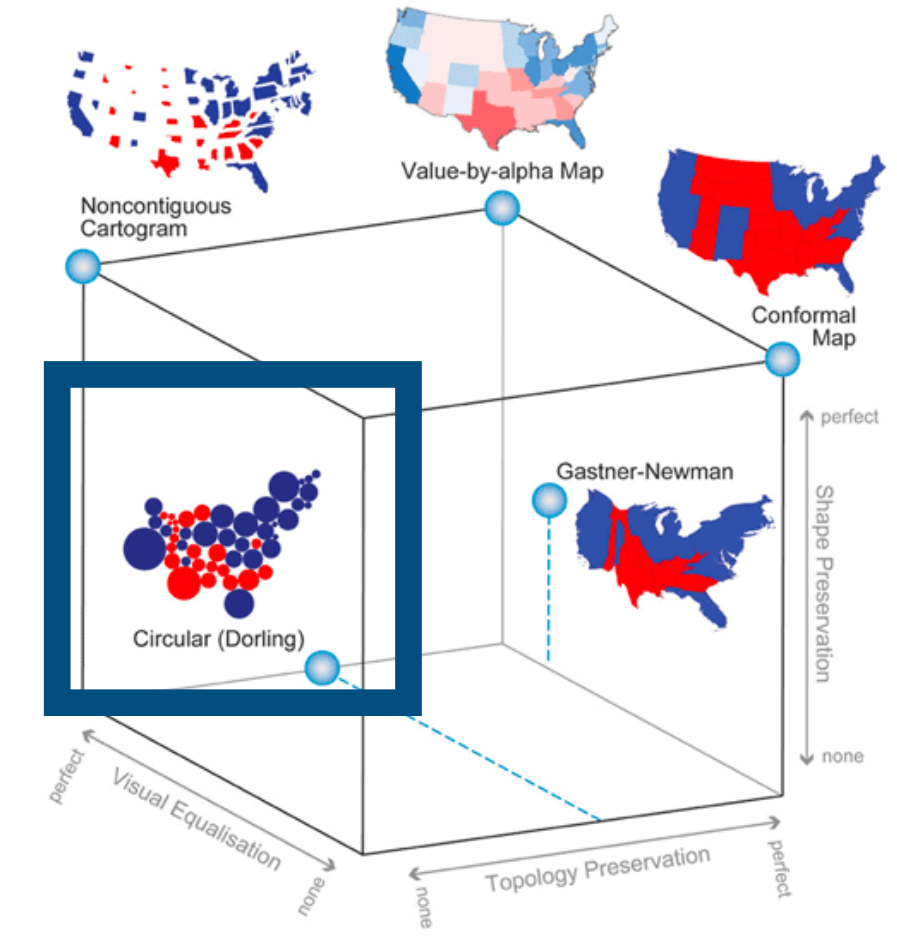 Value-by-alpha Map
Noncontiguous
Cartogram
Conformal
Map
perfect
Gastner-Newman
Shape Preservation
Circular (Dorling)
none
perfect
Visual Equalisation
none
none
Topology Preservation
perfect